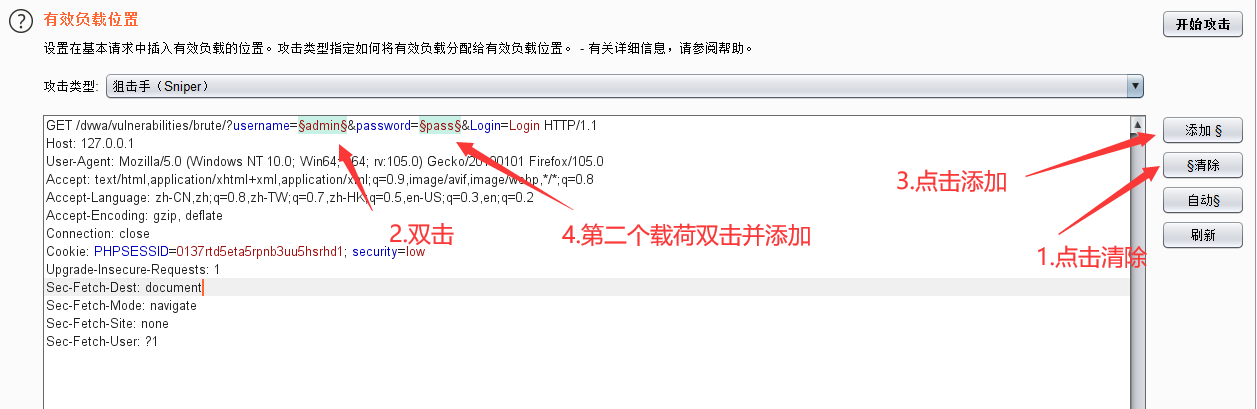 有效负载位置
开始攻击
设置在基本请求中插入有效负载的位置。攻击类型指定如何将有效负载分配给有效负载位置。 - 有关详细信息，请参阅帮助。
攻击类型: 狙击手（Sniper）
GET /dvwa/vulnerabilities/brute/?username=§admin§&password=§pass§&Login=Login HTTP/1.1
添加 §
Host: 127.0.0.1
User-Agent: Mozilla/5.0 (Windows NT 10.0; Win64; x64; rv:105.0) Gecko/20100101 Firefox/105.0
§清除
Accept: text/html,application/xhtml+xml,application/xml;q=0.9,image/avif,image/webp,*/*;q=0.8
3.点击添加
Accept-Language: zh-CN,zh;q=0.8,zh-TW;q=0.7,zh-HK;q=0.5,en-US;q=0.3,en;q=0.2
自动§
Accept-Encoding: gzip, deflate
Connection: close
2.双击
4.第二个载荷双击并添加
刷新
Cookie: PHPSESSID=0137rtd5eta5rpnb3uu5hsrhd1; security=low
1.点击清除
Upgrade-Insecure-Requests: 1
Sec-Fetch-Dest: document
Sec-Fetch-Mode: navigate
Sec-Fetch-Site: none
Sec-Fetch-User: ?1